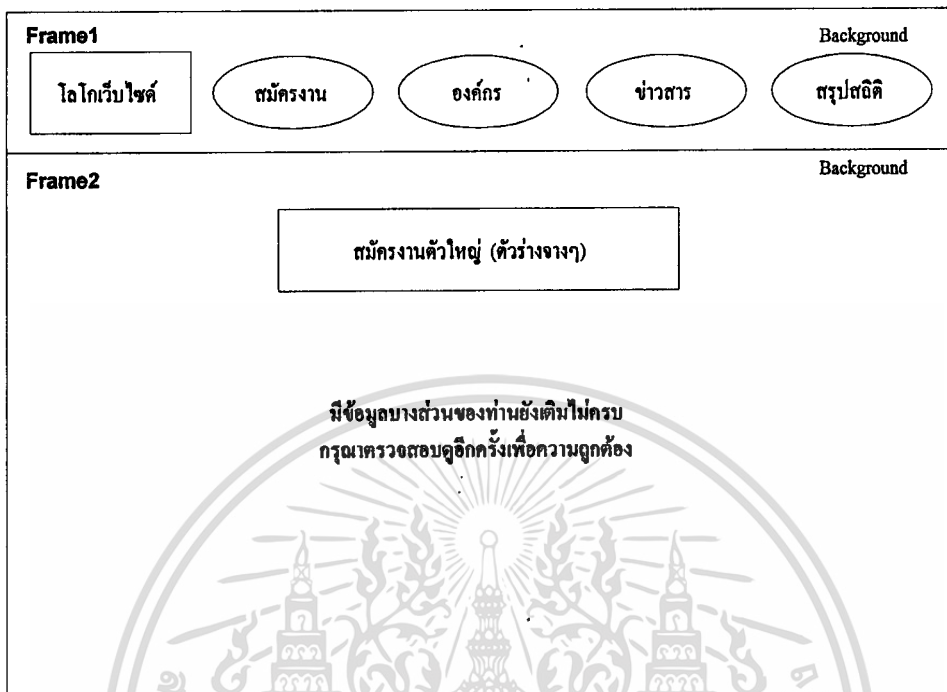 Frame1 Background
โลโกเว็บไซต์ สมัครงาน องค์กร ข่าวสาร สรุปสถิติ
Frame2 Background
สมัครงานตัวใหญ่ (ตัวร่างจางๆ)
มีข้อมูลบางส่วนของท่านยังเติมไม่ครบ
กรุณาตรวจสอบดูอีกครั้งเพื่อความถูกต้อง